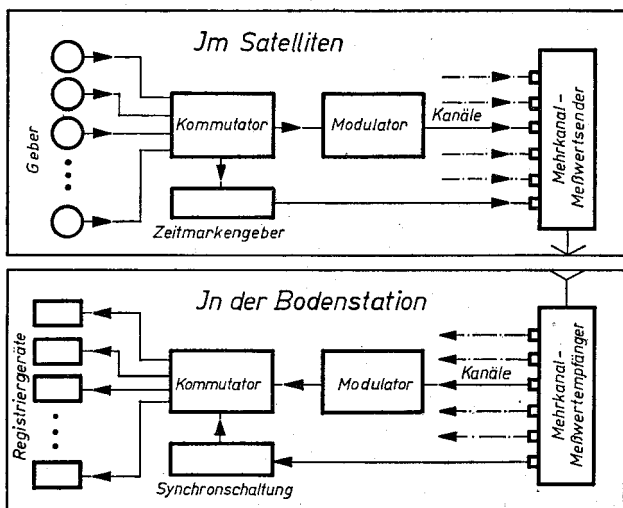 Jm Satelliten
Geber
Kommutator
Modulator
Kanäle
Mehrkanal-
Meßwertsender
Zeitmarkengeber
Jn der Bodenstation
Registriergeräte
Kommutator
Modulator
Kanäle
Mehrkanal-
Meßwertempfänger
Synchronschaltung